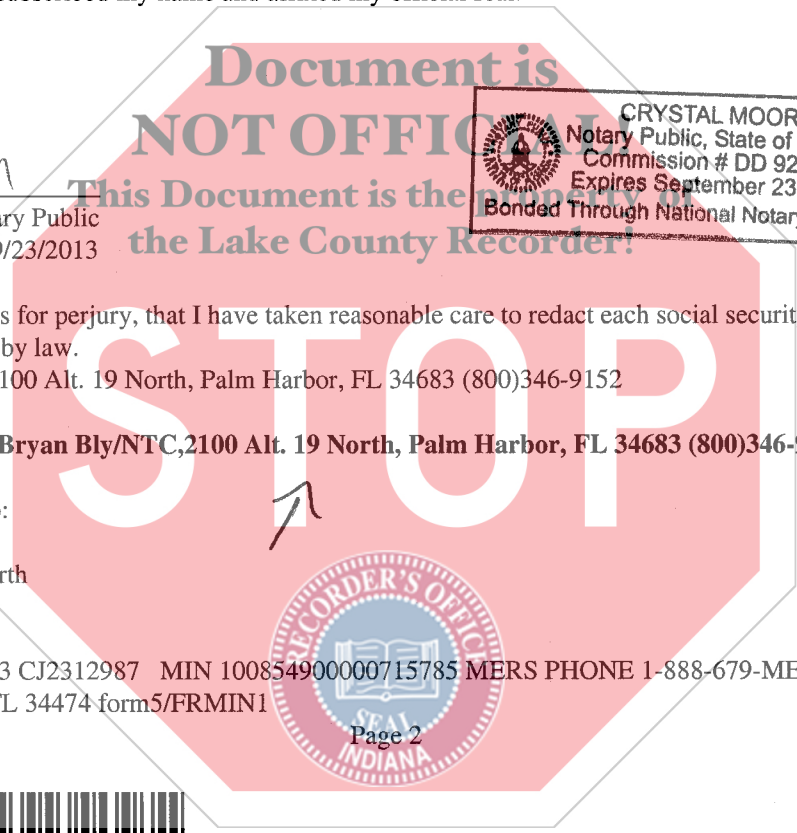 Document is
NOT OFFICIAL!
This Document is the property of
the Lake County Recorder!
CRYSTAL MOOR
Notary Public, State of
Commission # DD 92
Expires September 23
Bonded Through National Notary
ary Public
9/23/2013
s for perjury, that I have taken reasonable care to redact each social securit
by law.
100 Alt. 19 North, Palm Harbor, FL 34683 (800)346-9152
Bryan Bly/NTC,2100 Alt. 19 North, Palm Harbor, FL 34683 (800)346-
STOP
:
rth
RECORDER'S OFFICE
3 CJ2312987 MIN 100854900000715785 MERS PHONE 1-888-679-ME
FL 34474 form5/FRMIN1
SEAL
Page 2
INDIANA